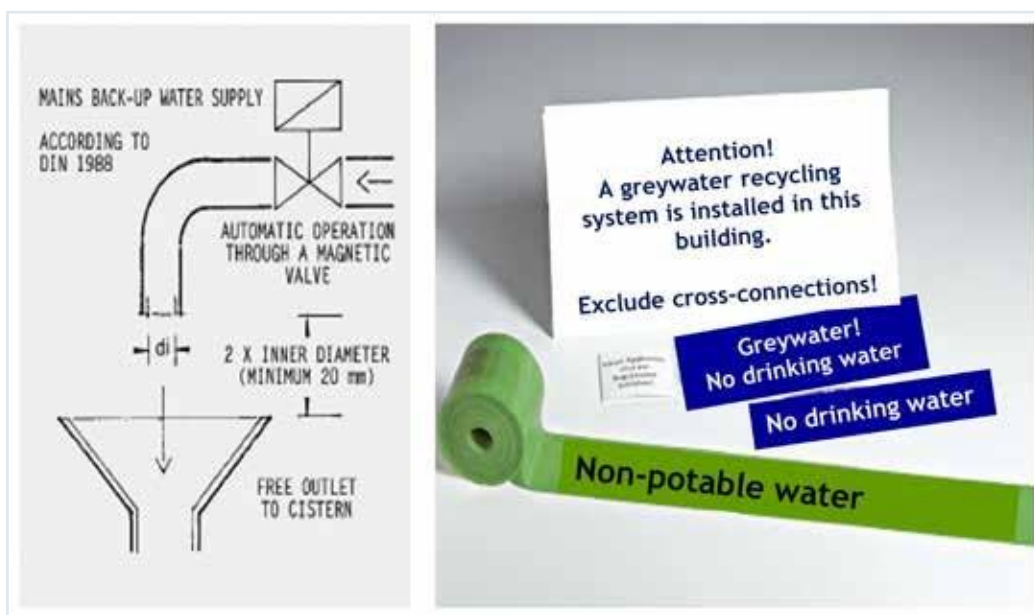 MAINS BACK-UP WATER SUPPLY
ACCORDING TO
DIN 1988
AUTOMATIC OPERATION
THROUGH A MAGNETIC
VALVE
di
2 X INNER DIAMETER
(MINIMUM 20 mm)
FREE OUTLET
TO CISTERN
Attention!
A greywater recycling
system is installed in this
building.
Exclude cross-connections!
Greywater!
No drinking water
No drinking water
Non-potable water